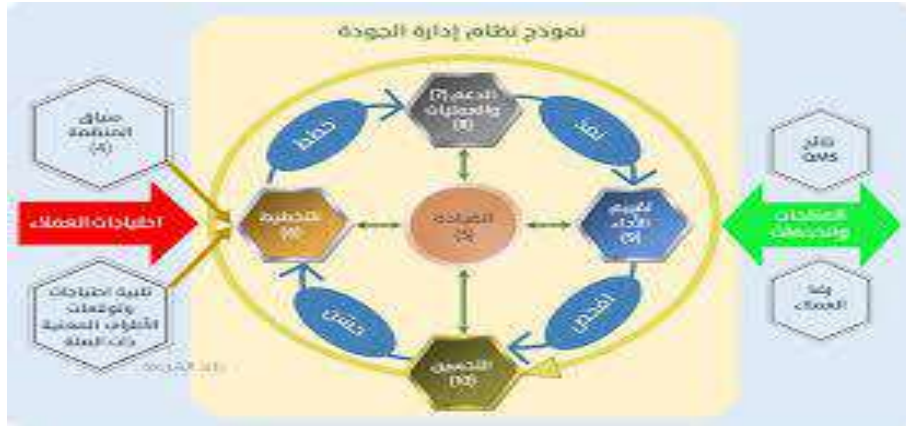 نموذج نظام إدارة الجودة
سياق
المنظمة
(4)
احتياجات العملاء
تلبية احتياجات
وتوقعات
الأطراف المعنية
ذات الصلة
خطط
الدعم (7)
والعمليات
(8)
نفذ
التخطيط
(6)
القيادة
(5)
تقييم
الأداء
(9)
حسّن
افحص
التحسين
(10)
نتائج
QMS
المنتجات
والخدمات
رضا
العملاء